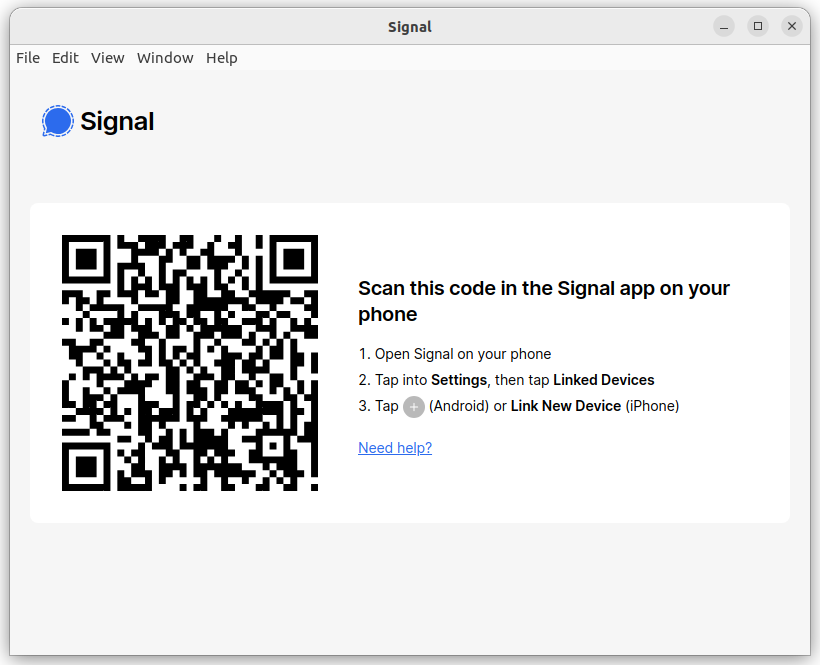 Signal
File Edit View Window Help
Signal
Scan this code in the Signal app on your
phone
1. Open Signal on your phone
2. Tap into Settings, then tap Linked Devices
3. Tap + (Android) or Link New Device (iPhone)
Need help?